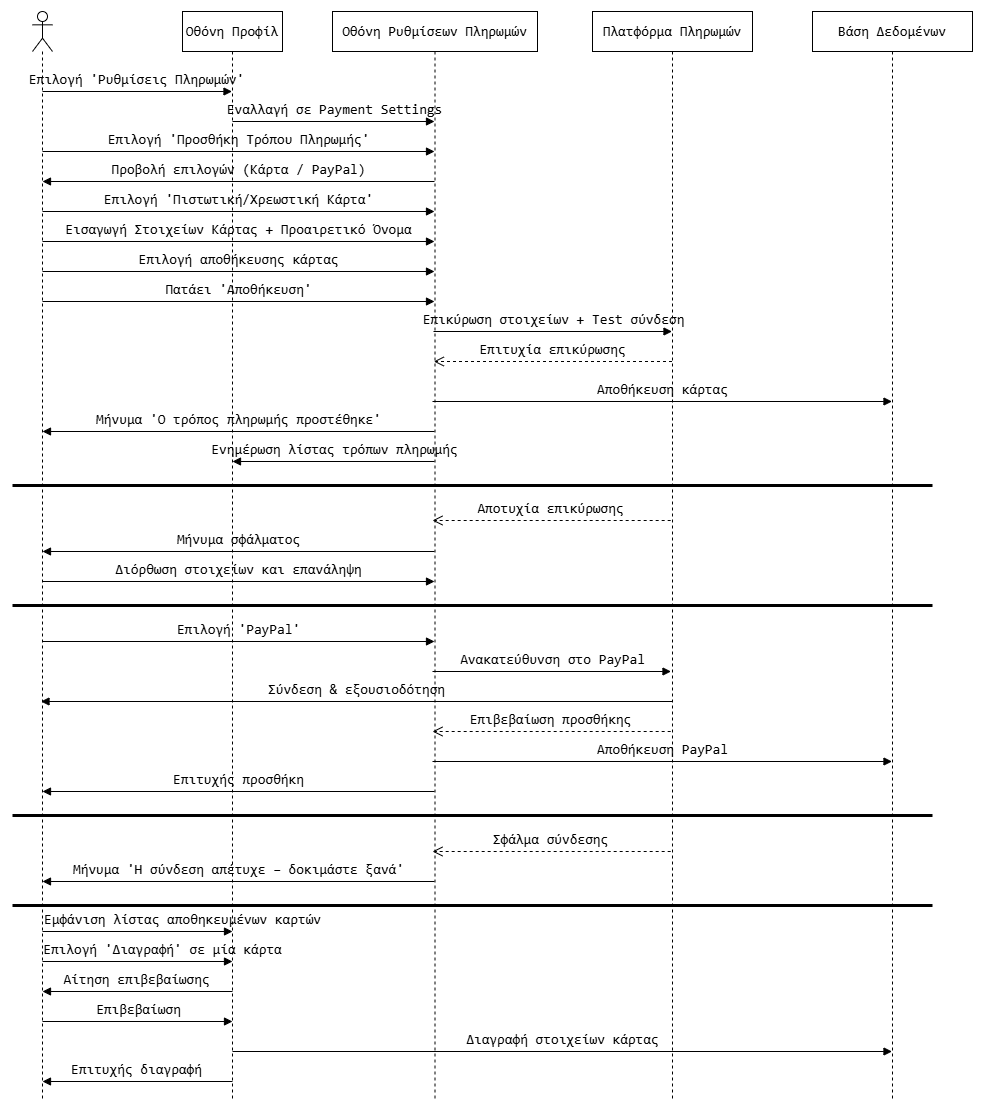 Οθόνη Προφίλ
Οθόνη Ρυθμίσεων Πληρωμών
Πλατφόρμα Πληρωμών
Βάση Δεδομένων
Επιλογή 'Ρυθμίσεις Πληρωμών'
Εναλλαγή σε Payment Settings
Επιλογή 'Προσθήκη Τρόπου Πληρωμής'
Προβολή επιλογών (Κάρτα / PayPal)
Επιλογή 'Πιστωτική/Χρεωστική Κάρτα'
Εισαγωγή Στοιχείων Κάρτας + Προαιρετικό Όνομα
Επιλογή αποθήκευσης κάρτας
Πατάει 'Αποθήκευση'
Επικύρωση στοιχείων + Test σύνδεση
Επιτυχία επικύρωσης
Αποθήκευση κάρτας
Μήνυμα 'Ο τρόπος πληρωμής προστέθηκε'
Ενημέρωση λίστας τρόπων πληρωμής
Αποτυχία επικύρωσης
Μήνυμα σφάλματος
Διόρθωση στοιχείων και επανάληψη
Επιλογή 'PayPal'
Ανακατεύθυνση στο PayPal
Σύνδεση & εξουσιοδότηση
Επιβεβαίωση προσθήκης
Αποθήκευση PayPal
Επιτυχής προσθήκη
Σφάλμα σύνδεσης
Μήνυμα 'Η σύνδεση απέτυχε – δοκιμάστε ξανά'
Εμφάνιση λίστας αποθηκευμένων καρτών
Επιλογή 'Διαγραφή' σε μία κάρτα
Αίτηση επιβεβαίωσης
Επιβεβαίωση
Διαγραφή στοιχείων κάρτας
Επιτυχής διαγραφή